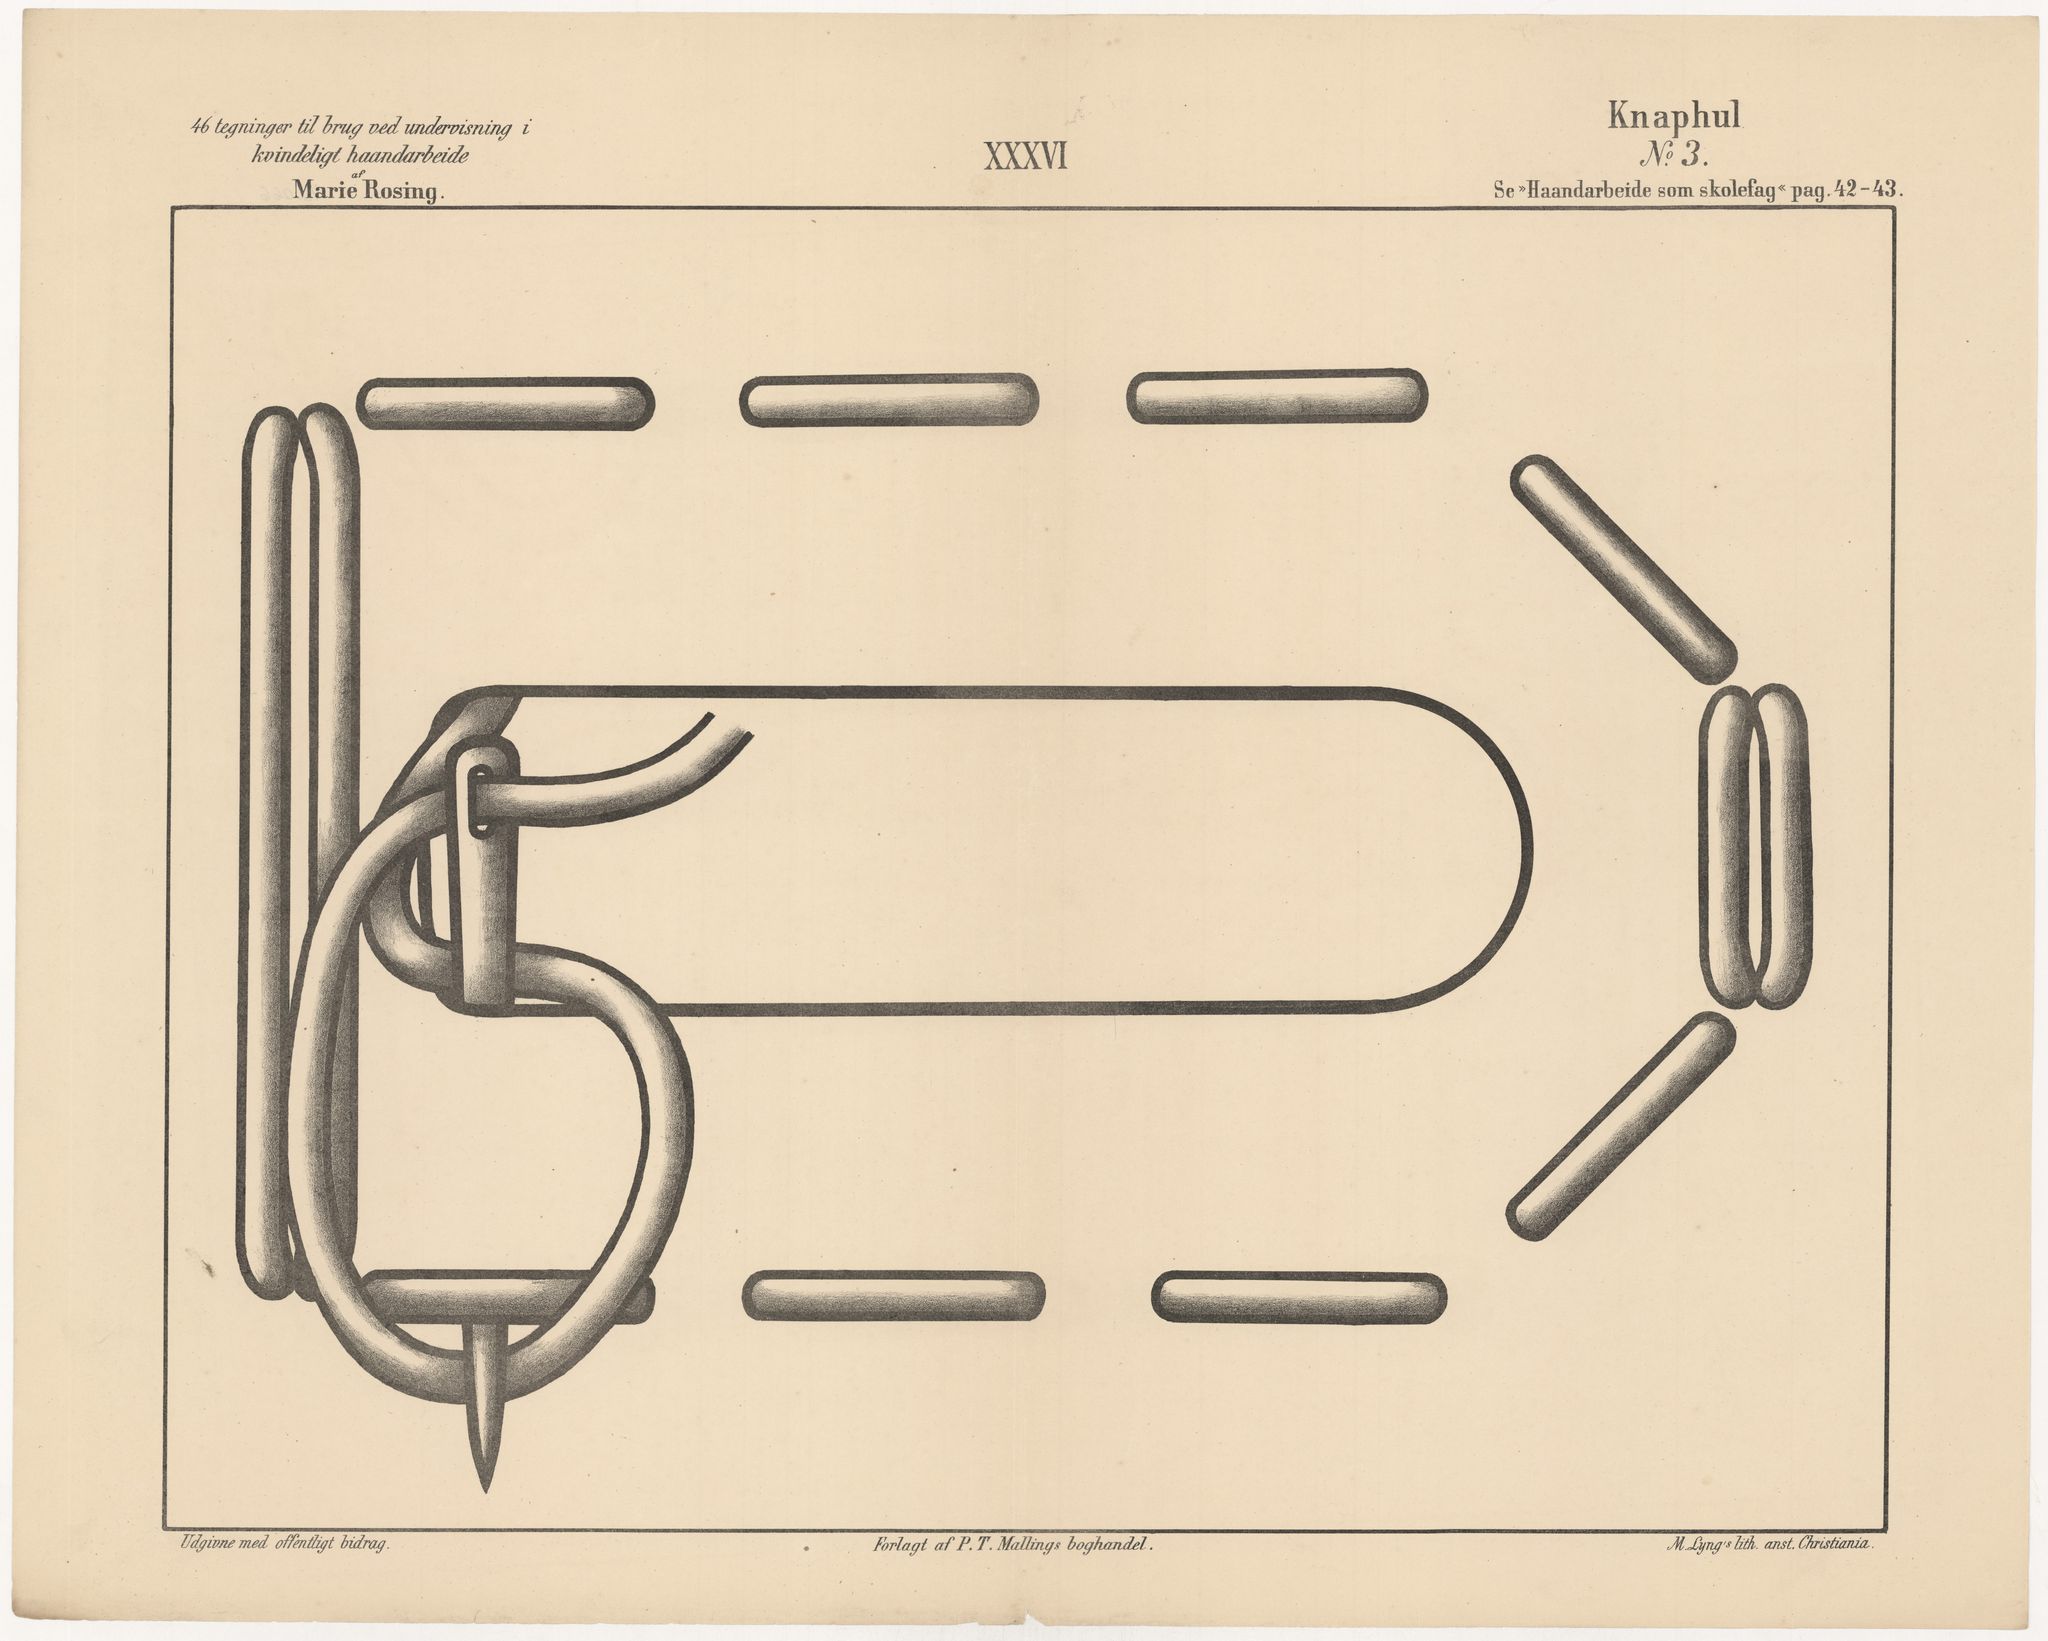 46 tegninger til brug ved undervisning i
kvindeligt haandarbeide
af
Marie Rosing.
XXXVI
Knaphul
No 3.
Se »Haandarbeide som skolefag« pag. 42-43.
Udgivne med offentligt bidrag.
Forlagt af P. T. Mallings boghandel.
M. Lyng's lith. anst. Christiania.